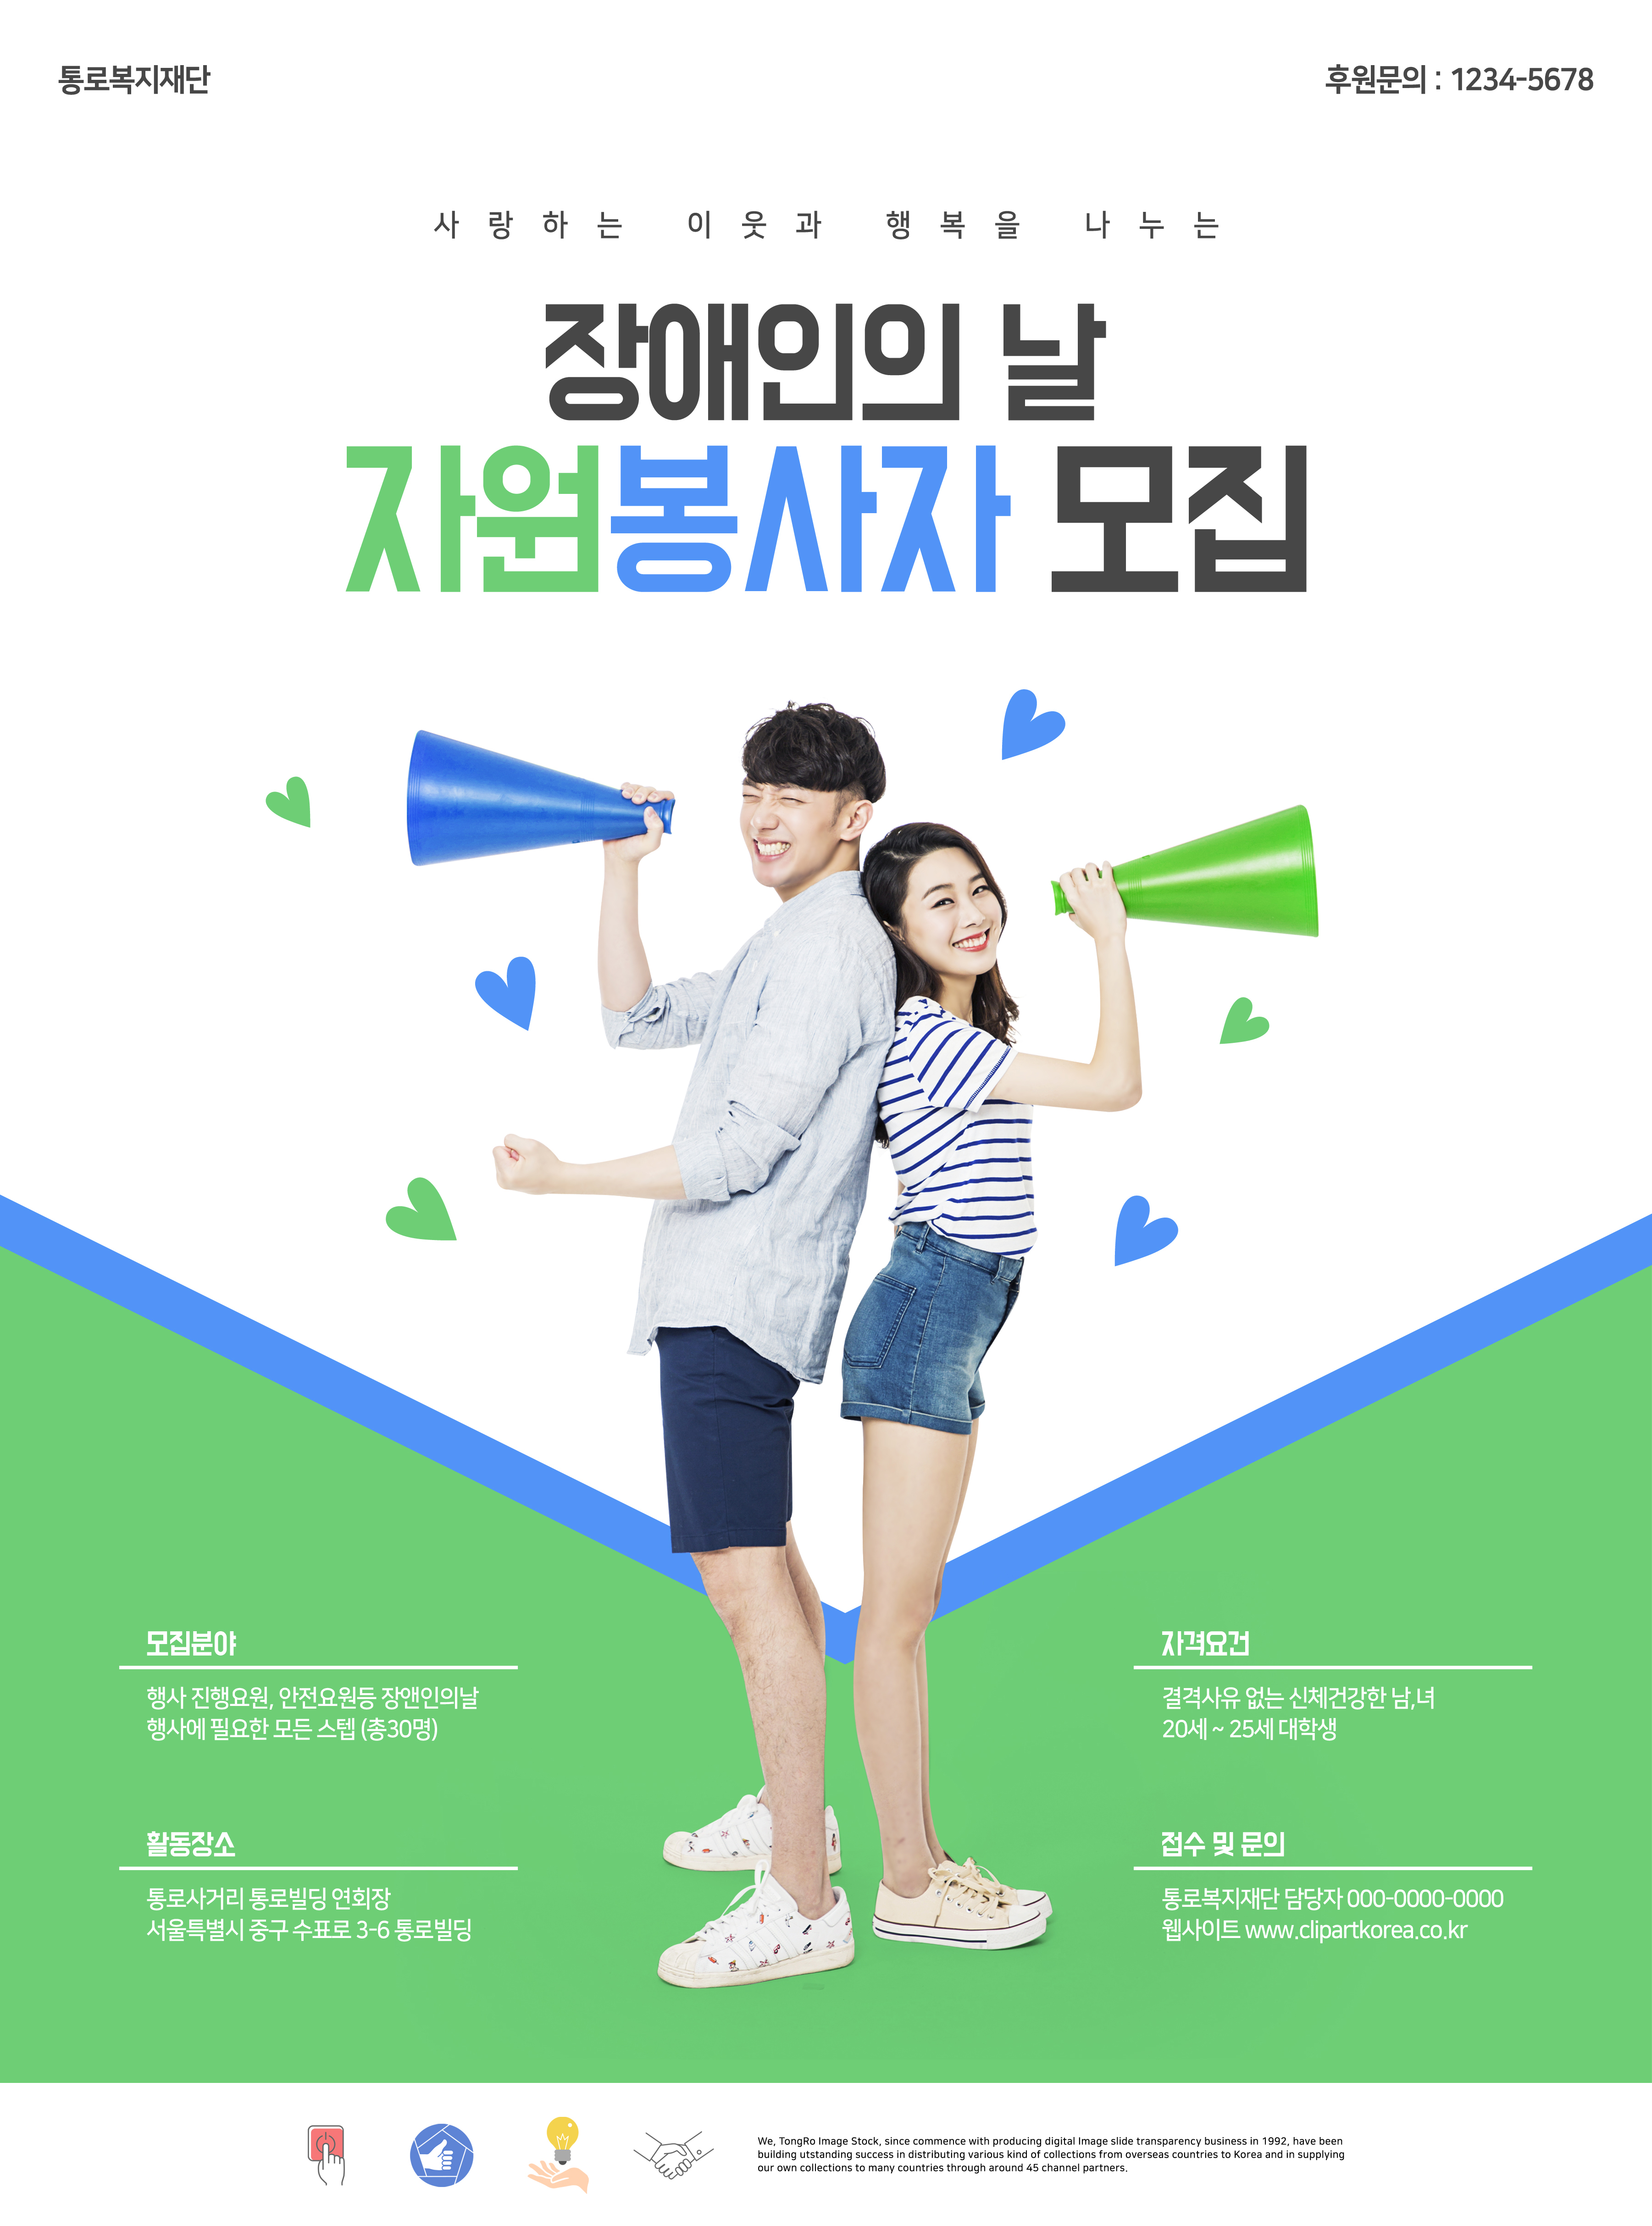 통로복지재단
후원문의 : 1234-5678
사랑하는 이웃과 행복을 나누는
장애인의 날
자원봉사자 모집
모집분야
행사 진행요원, 안전요원등 장앤인의날
행사에 필요한 모든 스텝 (총30명)
자격요건
결격사유 없는 신체건강한 남,녀
20세 ~ 25세 대학생
활동장소
통로사거리 통로빌딩 연회장
서울특별시 중구 수표로 3-6 통로빌딩
접수 및 문의
통로복지재단 담당자 000-0000-0000
웹사이트 www.clipartkorea.co.kr
We, TongRo Image Stock, since commence with producing digital Image slide transparency business in 1992, have been
building utstanding success in distributing various kind of collections from overseas countries to Korea and in supplying
our own collections to many countries through around 45 channel partners.